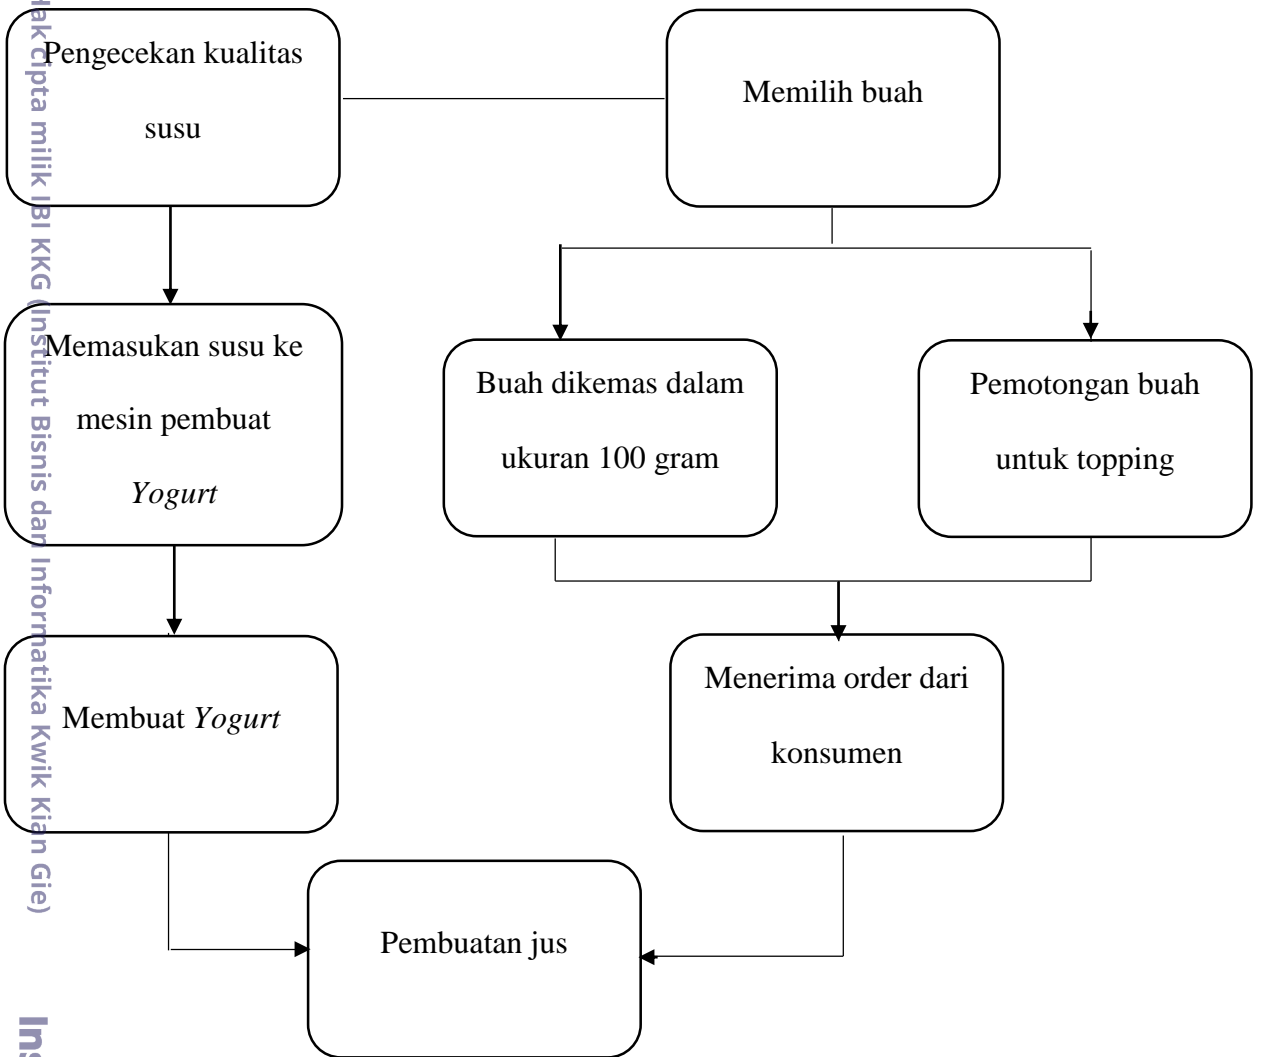 Pengecekan kualitas
susu
Memilih buah
Memasukan susu ke
mesin pembuat
Yogurt
Buah dikemas dalam
ukuran 100 gram
Pemotongan buah
untuk topping
Membuat Yogurt
Menerima order dari
konsumen
Pembuatan jus
cipta milik IBI KKG (Institut Bisnis dan Informatika Kwik Kian Gie)